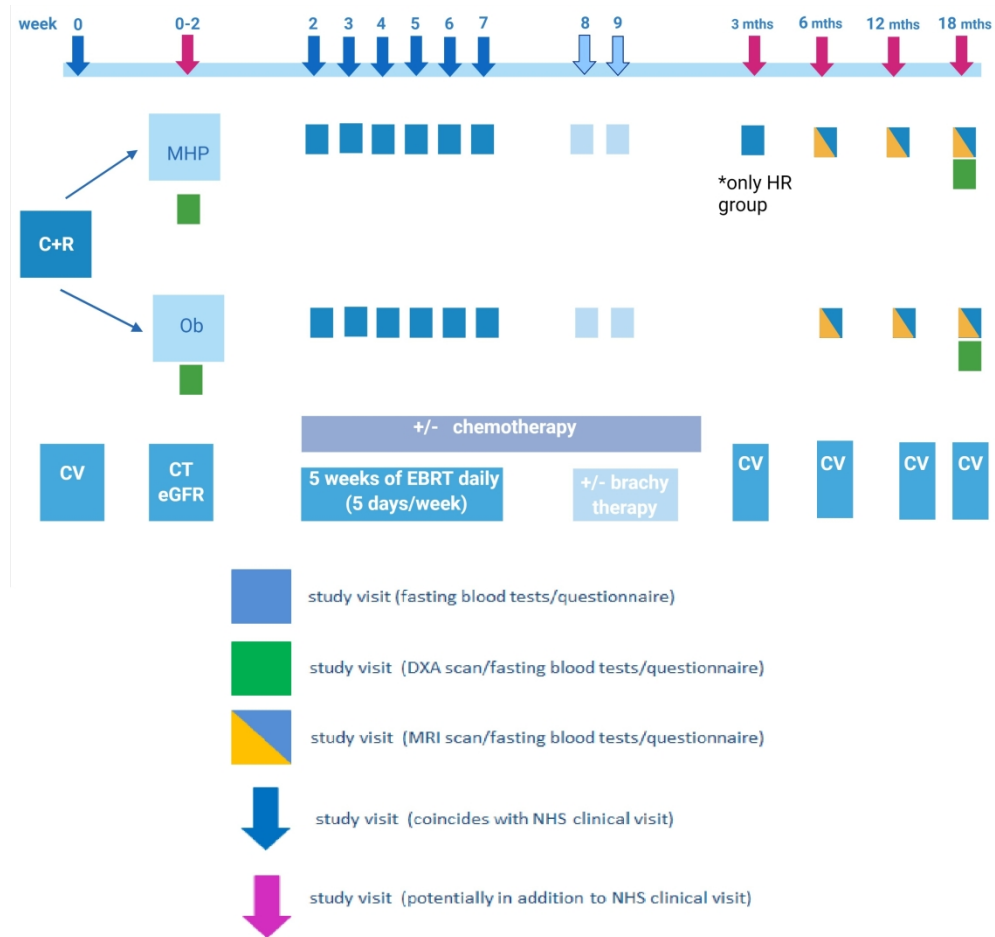 week 0 0-2 2 3 4 5 6 7 8 9 3 mths 6 mths 12 mths 18 mths
MHP
*only HR
group
C+R
Ob
+/- chemotherapy
CV
CT
eGFR
5 weeks of EBRT daily
(5 days/week)
+/- brachy
therapy
CV
CV
CV
CV
study visit (fasting blood tests/questionnaire)
study visit (DXA scan/fasting blood tests/questionnaire)
study visit (MRI scan/fasting blood tests/questionnaire)
study visit (coincides with NHS clinical visit)
study visit (potentially in addition to NHS clinical visit)